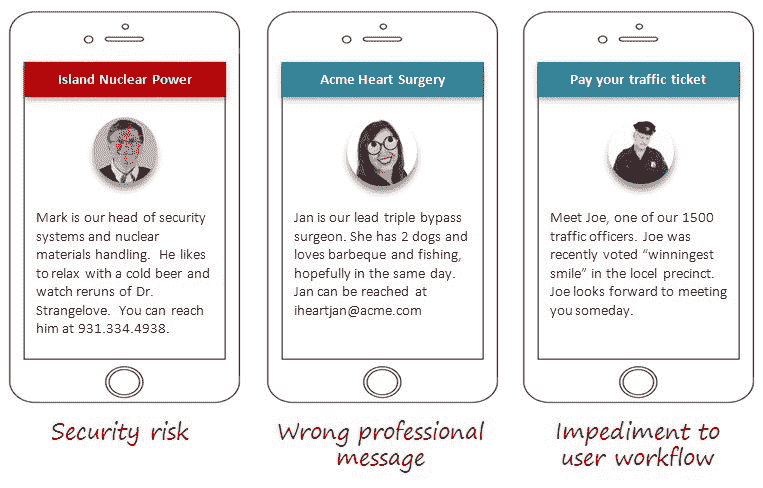 Island Nuclear Power
Mark is our head of security
systems and nuclear
materials handling.  He likes
to relax with a cold beer and
watch reruns of Dr.
Strangelove.  You can reach
him at 931.334.4938.
Security risk
Acme Heart Surgery
Jan is our lead triple bypass
surgeon. She has 2 dogs and
loves barbeque and fishing,
hopefully in the same day.
Jan can be reached at
iheartjan@acme.com
Wrong professional
message
Pay your traffic ticket
Meet Joe, one of our 1500
traffic officers.  Joe was
recently voted “winningest
smile” in the locel precinct.
Joe looks forward to meeting
you someday.
Impediment to
user workflow